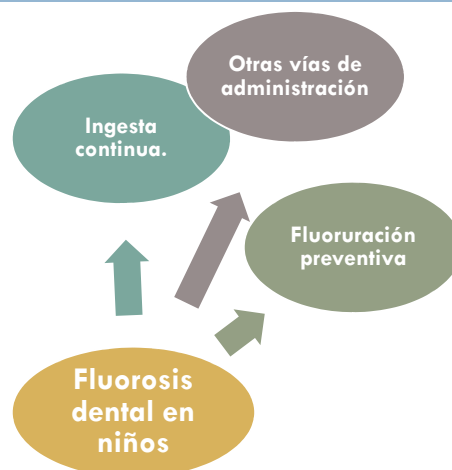 Otras vías de
administración
Ingesta
continua.
Fluoruración
preventiva
Fluorosis
dental en
niños